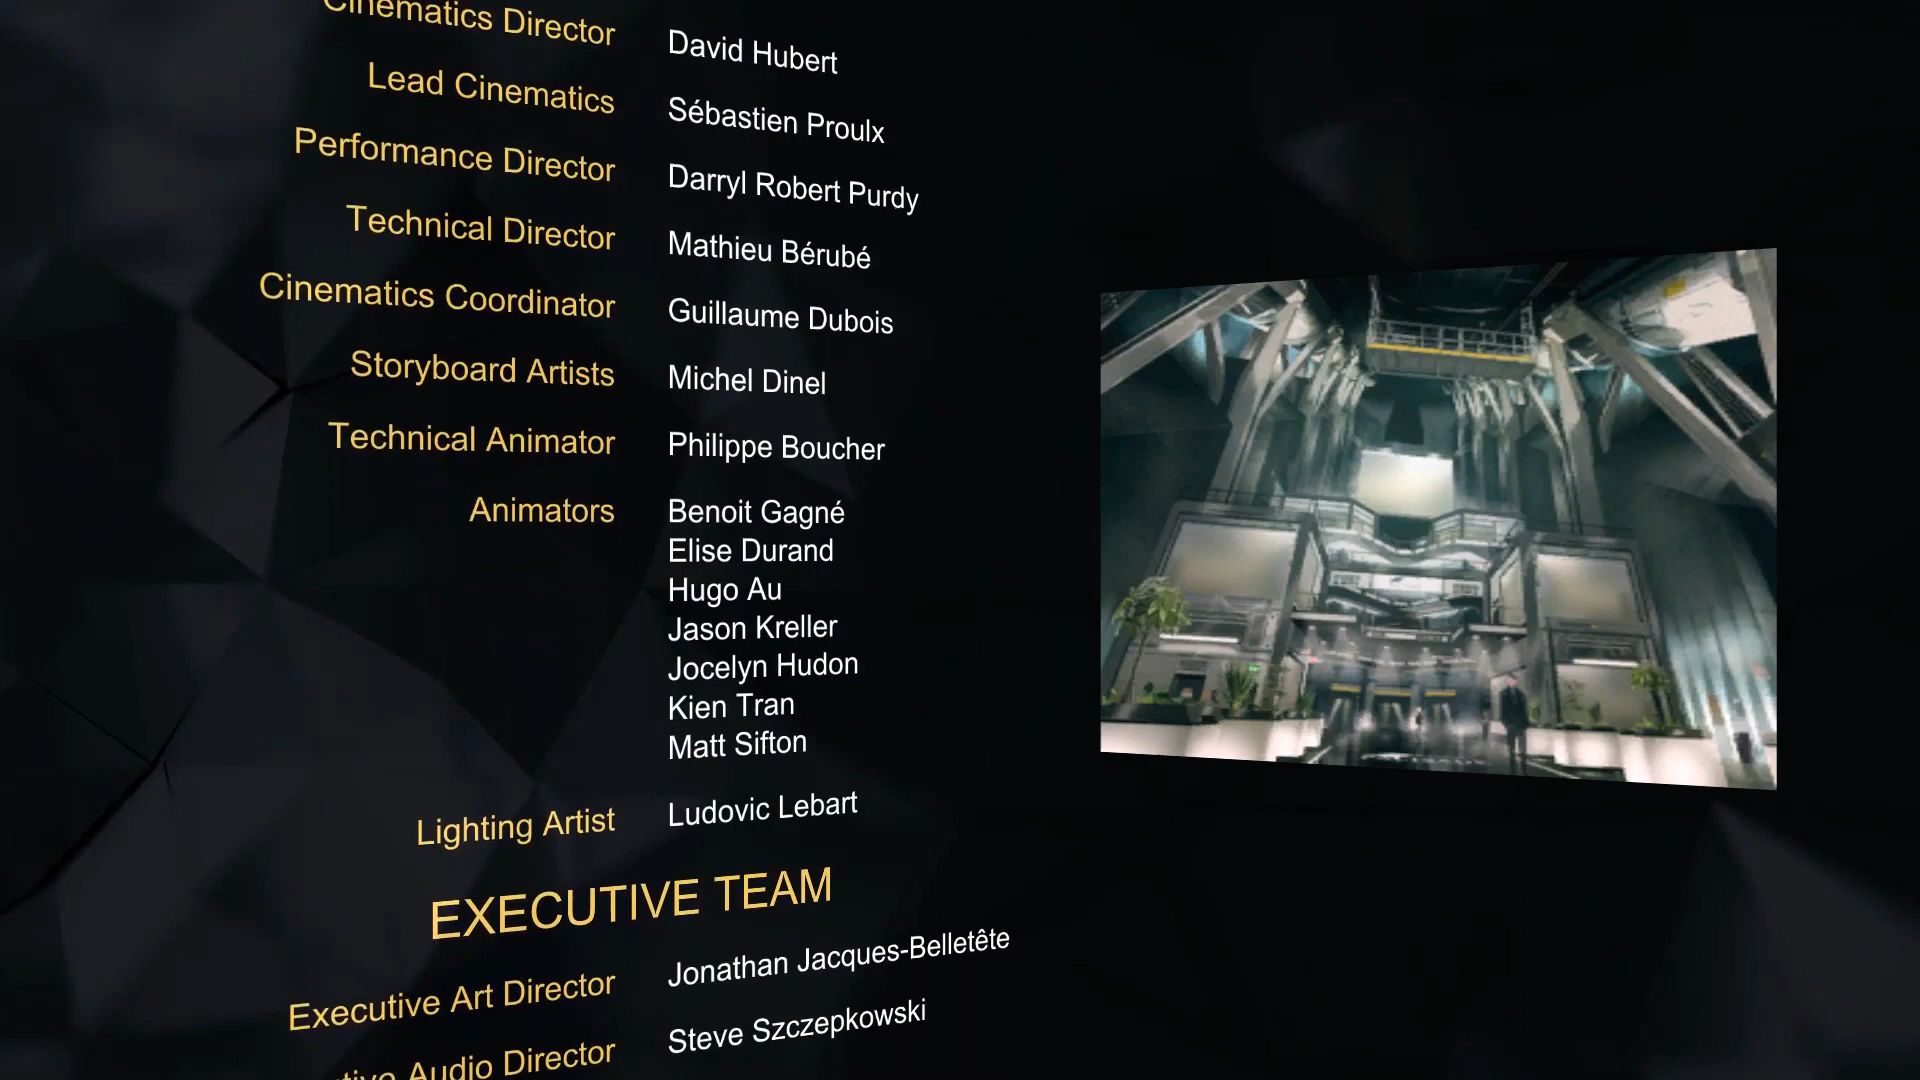 Cinematics Director David Hubert
Lead Cinematics Sébastien Proulx
Performance Director Darryl Robert Purdy
Technical Director Mathieu Bérubé
Cinematics Coordinator Guillaume Dubois
Storyboard Artists Michel Dinel
Technical Animator Philippe Boucher
Animators Benoit Gagné
Elise Durand
Hugo Au
Jason Kreller
Jocelyn Hudon
Kien Tran
Matt Sifton
Lighting Artist Ludovic Lebart
EXECUTIVE TEAM
Executive Art Director Jonathan Jacques-Belletête
Audio Director Steve Szczepkowski